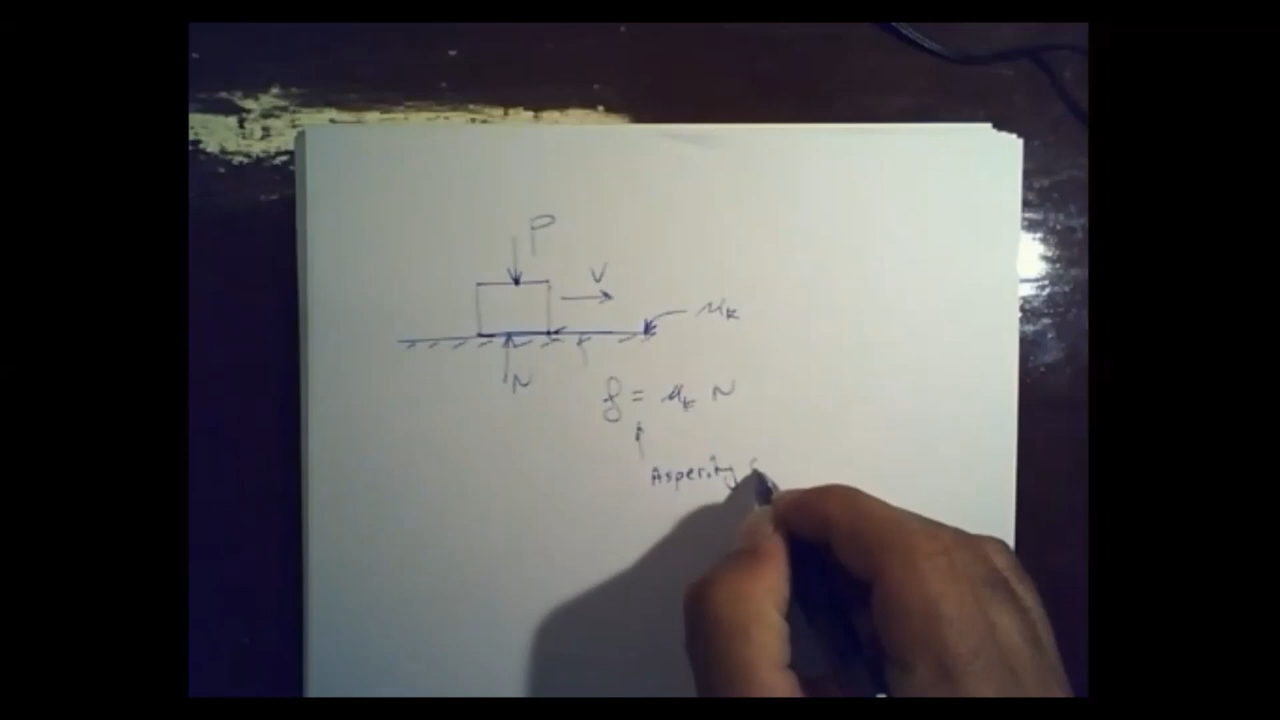 P
V
μk
N
f = μk N
Asperity